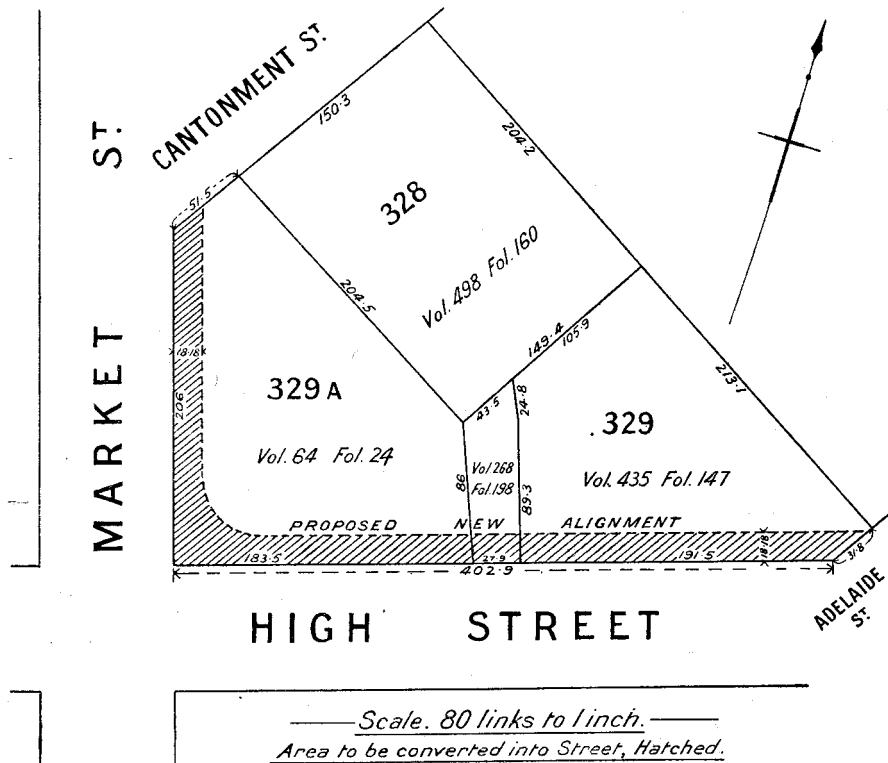 CANTONMENT ST.
MARKET ST.
150·3
51·5
204·2
328
Vol. 498 Fol. 160
204·5
149·4
105·9
213·1
18·18
206
329A
Vol. 64 Fol. 24
43·5
24·8
.329
Vol. 435 Fol. 147
86
Vol 268
Fol. 198
89·3
PROPOSED NEW ALIGNMENT
183·5
27·9
191·5
18·18
31·8
402·9
ADELAIDE
ST.
HIGH STREET
Scale. 80 links to 1 inch.
Area to be converted into Street, Hatched.